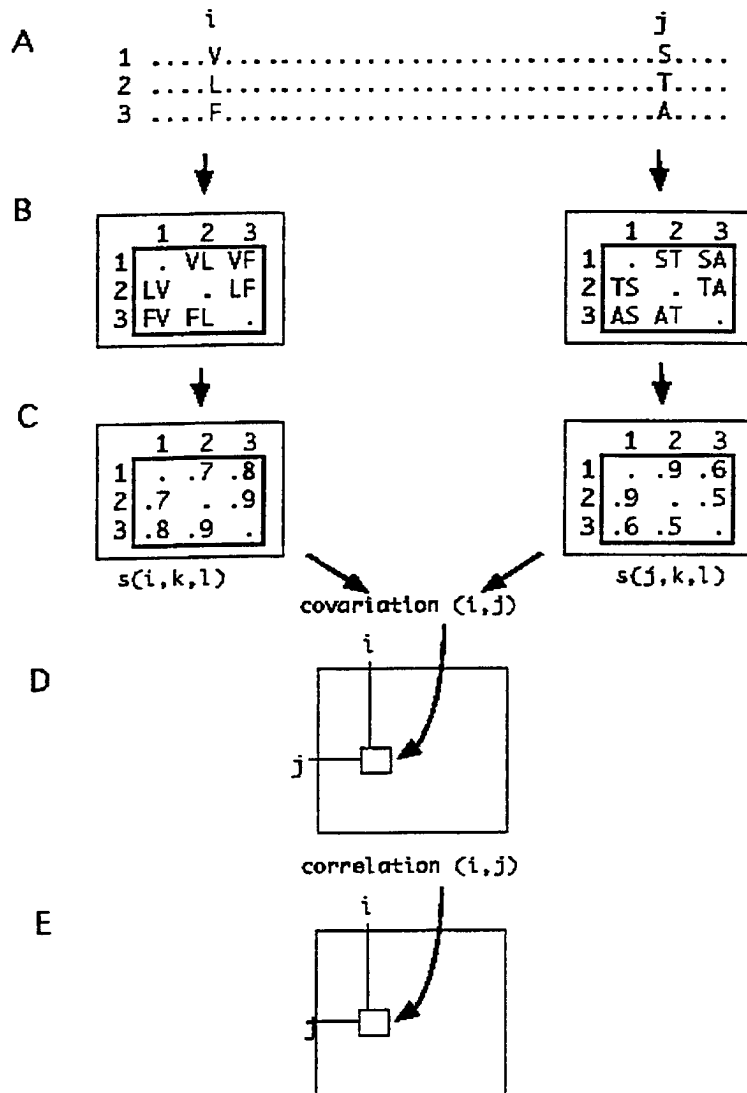 i j
A
1 ....V...................................S....
2 ....L...................................T....
3 ....F...................................A....
B
1 2 3
1 . VL VF
2 LV . LF
3 FV FL .
1 2 3
1 . ST SA
2 TS . TA
3 AS AT .
C
1 2 3
1 . .7 .8
2 .7 . .9
3 .8 .9 .
s(i,k,l)
1 2 3
1 . .9 .6
2 .9 . .5
3 .6 .5 .
s(j,k,l)
covariation (i,j)
D
i
j
correlation (i,j)
E
i
j